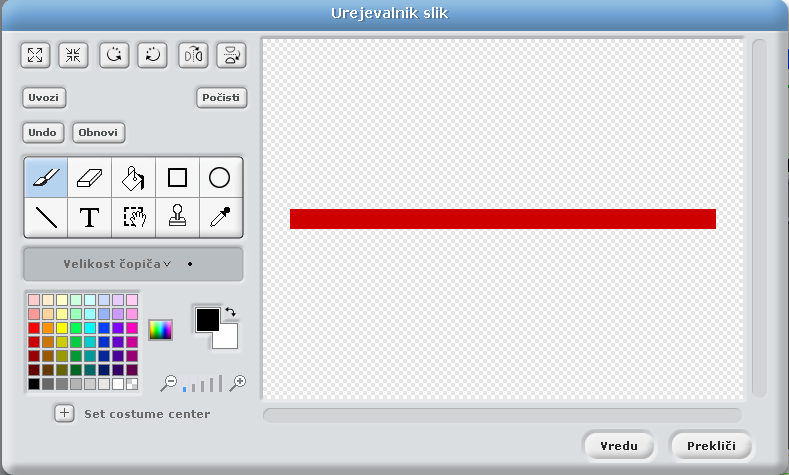 Urejevalnik slik
Uvozi
Počisti
Undo
Obnovi
T
Velikost čopiča
Set costume center
Vredu
Prekliči